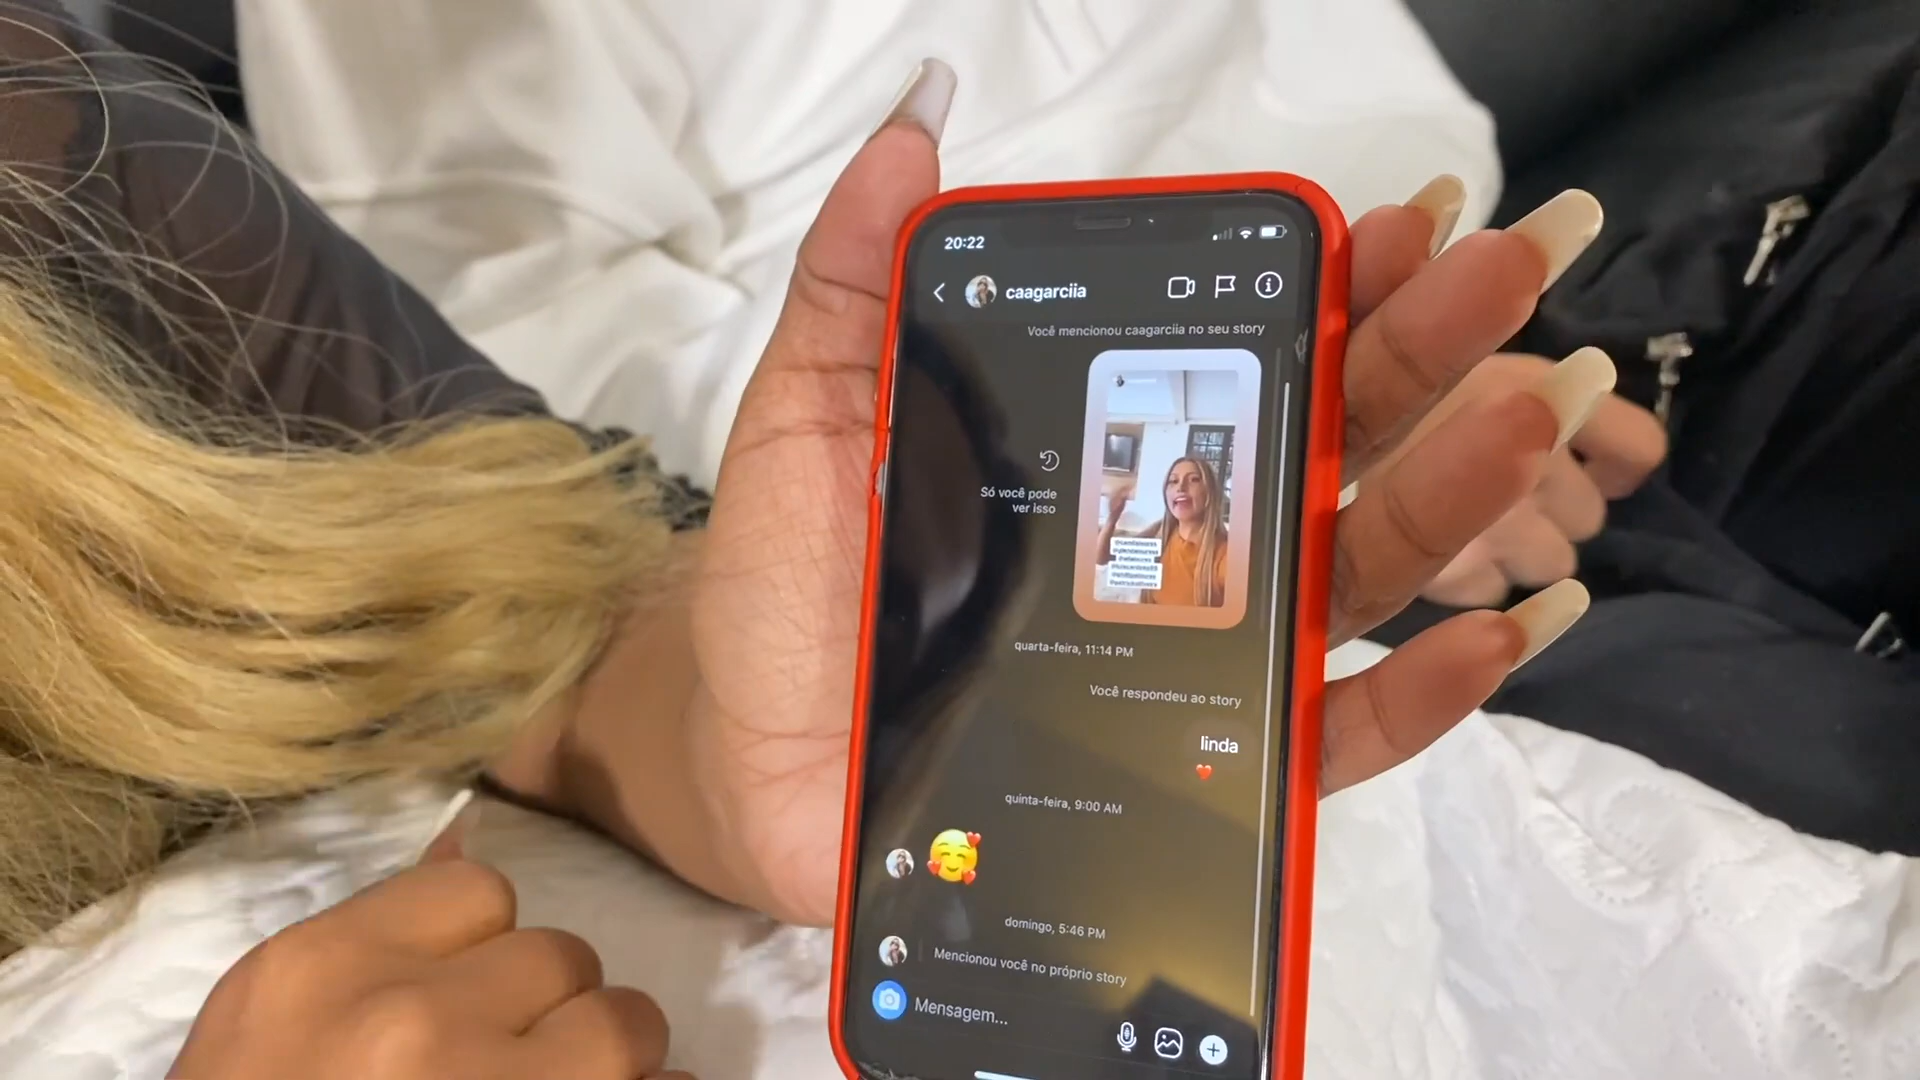 20:22
caagarciia
Você mencionou caagarciia no seu story
Só você pode
ver isso
quarta-feira, 11:14 PM
Você respondeu ao story
linda
quinta-feira, 9:00 AM
domingo, 5:46 PM
Mencionou você no próprio story
Mensagem...